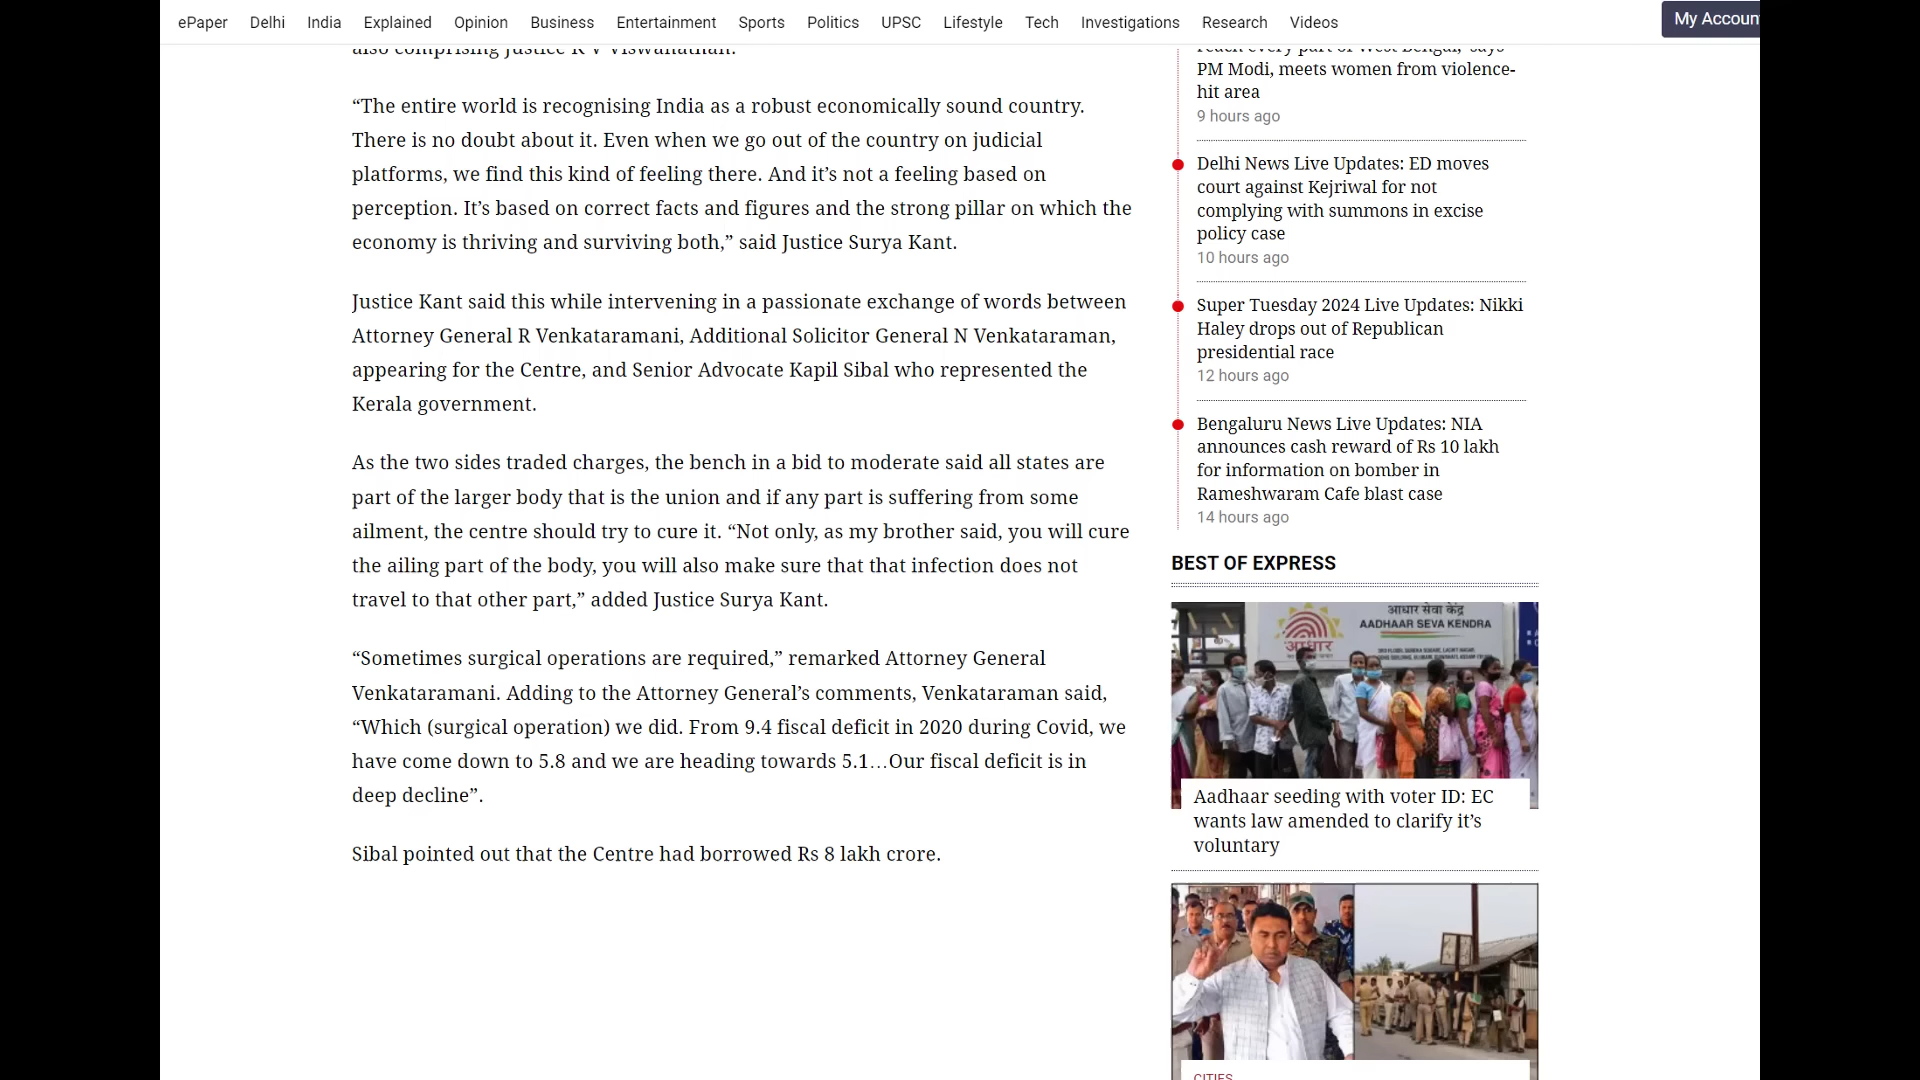 ePaper Delhi India Explained Opinion Business Entertainment Sports Politics UPSC Lifestyle Tech Investigations Research Videos
My Accoun
also comprising Justice K V Viswanathan.
“The entire world is recognising India as a robust economically sound country.
There is no doubt about it. Even when we go out of the country on judicial
platforms, we find this kind of feeling there. And it’s not a feeling based on
perception. It’s based on correct facts and figures and the strong pillar on which the
economy is thriving and surviving both,” said Justice Surya Kant.
Justice Kant said this while intervening in a passionate exchange of words between
Attorney General R Venkataramani, Additional Solicitor General N Venkataraman,
appearing for the Centre, and Senior Advocate Kapil Sibal who represented the
Kerala government.
As the two sides traded charges, the bench in a bid to moderate said all states are
part of the larger body that is the union and if any part is suffering from some
ailment, the centre should try to cure it. “Not only, as my brother said, you will cure
the ailing part of the body, you will also make sure that that infection does not
travel to that other part,” added Justice Surya Kant.
“Sometimes surgical operations are required,” remarked Attorney General
Venkataramani. Adding to the Attorney General’s comments, Venkataraman said,
“Which (surgical operation) we did. From 9.4 fiscal deficit in 2020 during Covid, we
have come down to 5.8 and we are heading towards 5.1…Our fiscal deficit is in
deep decline”.
Sibal pointed out that the Centre had borrowed Rs 8 lakh crore.
reach every part of West Bengal,’ says
PM Modi, meets women from violence-
hit area
9 hours ago
Delhi News Live Updates: ED moves
court against Kejriwal for not
complying with summons in excise
policy case
10 hours ago
Super Tuesday 2024 Live Updates: Nikki
Haley drops out of Republican
presidential race
12 hours ago
Bengaluru News Live Updates: NIA
announces cash reward of Rs 10 lakh
for information on bomber in
Rameshwaram Cafe blast case
14 hours ago
BEST OF EXPRESS
आधार सेवा केंद्र
AADHAAR SEVA KENDRA
आधार
Aadhaar seeding with voter ID: EC
wants law amended to clarify it’s
voluntary
CITIES